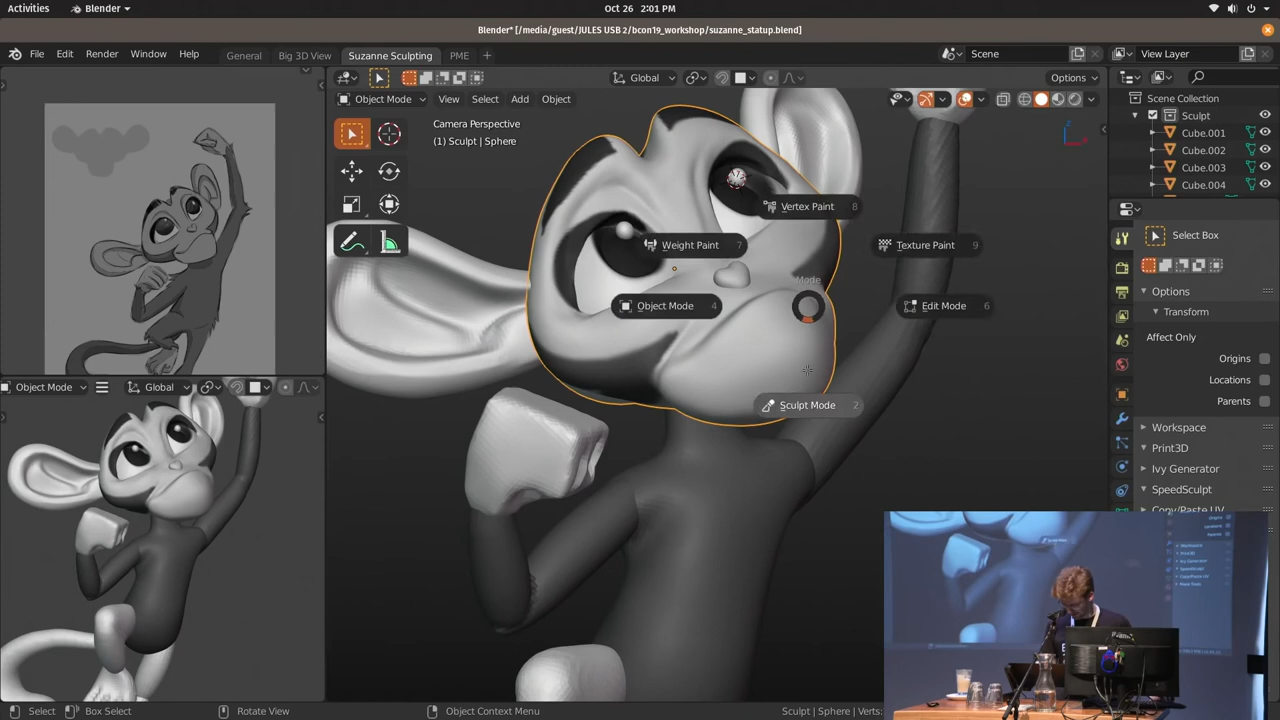 Activities
Blender
Oct 26 2:01 PM
Blender* [/media/guest/JULES USB 2/bcon19_workshop/suzanne_statup.blend]
File Edit Render Window Help
General Big 3D View Suzanne Sculpting PME +
Scene
View Layer
Global
Options
Object Mode View Select Add Object
Camera Perspective
(1) Sculpt | Sphere
Z
Scene Collection
Sculpt
Cube.001
Cube.002
Cube.003
Cube.004
Vertex Paint 8
Weight Paint 7
Texture Paint 9
Mode
Object Mode 4
Edit Mode 6
Sculpt Mode 2
Select Box
Options
Transform
Affect Only
Origins
Locations
Parents
Workspace
Print3D
Ivy Generator
SpeedSculpt
Copy/Paste UV
Object Mode
Global
Select
Box Select
Rotate View
Object Context Menu
Sculpt | Sphere | Verts: